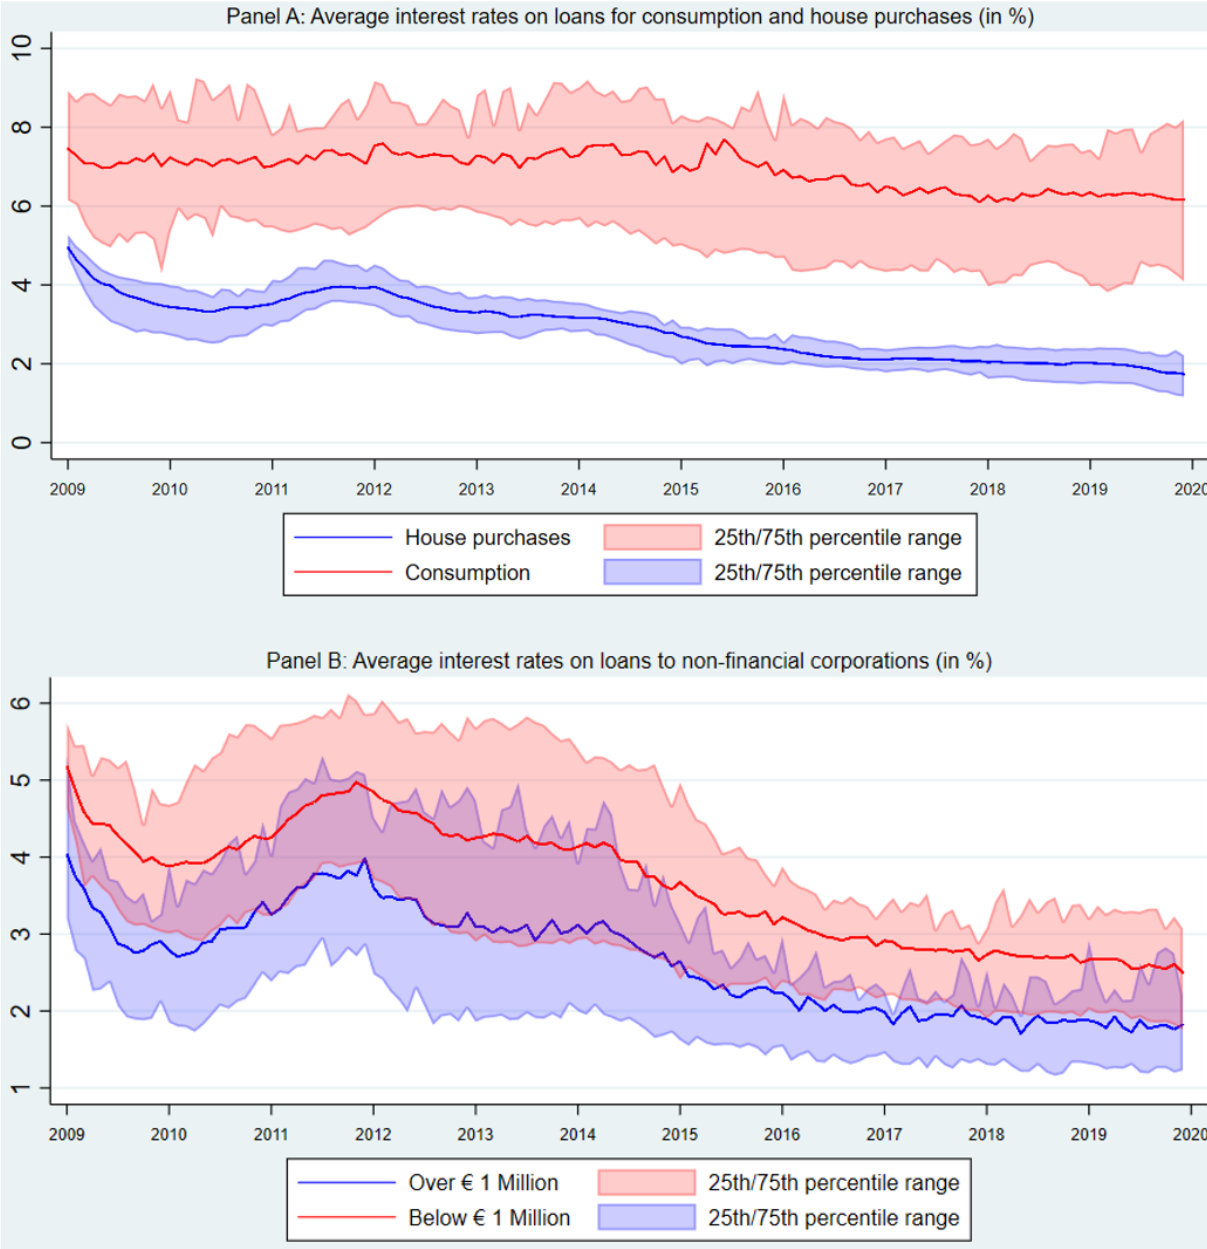 Panel A: Average interest rates on loans for consumption and house purchases (in %)
10
8
6
4
2
0
2009 2010 2011 2012 2013 2014 2015 2016 2017 2018 2019 2020
House purchases 25th/75th percentile range
Consumption 25th/75th percentile range
Panel B: Average interest rates on loans to non-financial corporations (in %)
6
5
4
3
2
1
2009 2010 2011 2012 2013 2014 2015 2016 2017 2018 2019 2020
Over € 1 Million 25th/75th percentile range
Below € 1 Million 25th/75th percentile range